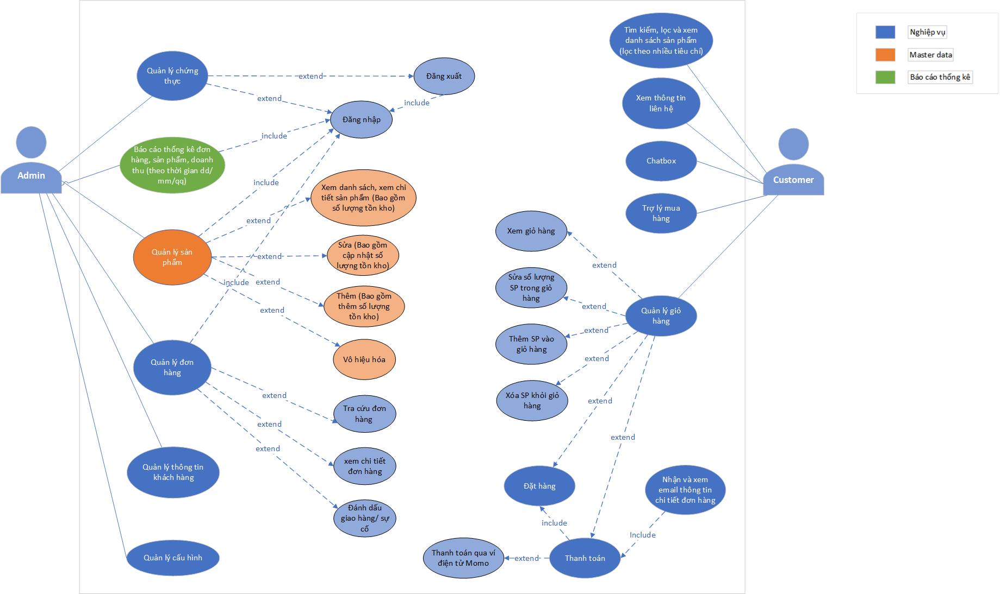 Nghiệp vụ
Master data
Báo cáo thống kê
Admin
Customer
Quản lý chứng
thực
Báo cáo thống kê đơn
hàng, sản phẩm, doanh
thu (theo thời gian dd/
mm/qq)
Quản lý sản
phẩm
Quản lý đơn
hàng
Quản lý thông tin
khách hàng
Quản lý cấu hình
extend
extend
include
include
include
include
extend
extend
extend
extend
extend
extend
extend
Đăng xuất
Đăng nhập
Xem danh sách, xem chi
tiết sản phẩm (Bao gồm
số lượng tồn kho)
Sửa (Bao gồm
cập nhật số
lượng tồn kho)
Thêm (Bao gồm
thêm số lượng
tồn kho)
Vô hiệu hóa
Tra cứu đơn
hàng
xem chi tiết
đơn hàng
Đánh dấu
giao hàng/ sự
cố
Tìm kiếm, lọc và xem
danh sách sản phẩm
(lọc theo nhiều tiêu chí)
Xem thông tin
liên hệ
Chatbox
Trợ lý mua
hàng
Quản lý giỏ
hàng
Xem giỏ hàng
Sửa số lượng
SP trong giỏ
hàng
Thêm SP vào
giỏ hàng
Xóa SP khỏi giỏ
hàng
extend
extend
extend
extend
extend
extend
Đặt hàng
Nhận và xem
email thông tin
chi tiết đơn hàng
include
Include
Thanh toán qua ví
điện tử Momo
extend
Thanh toán